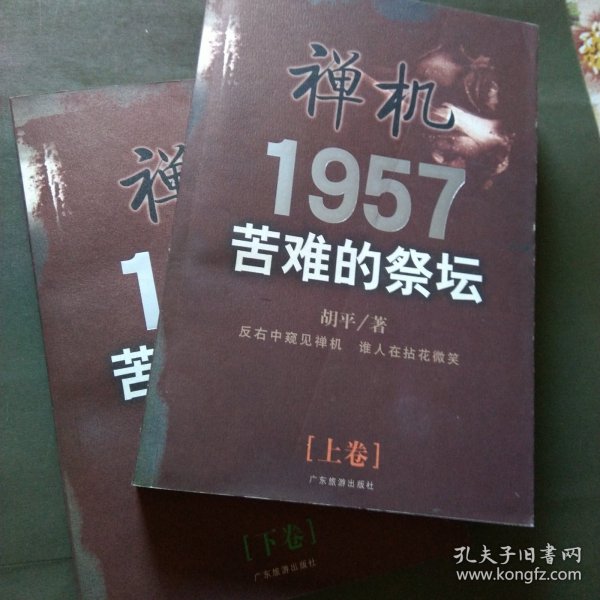 禅机
1957
苦难的祭坛
胡平/著
反右中窥见禅机 谁人在拈花微笑
[上卷]
广东旅游出版社
禅
1
苦
[下卷]
广东旅游出版社
孔夫子旧书网
www.kongfz.com